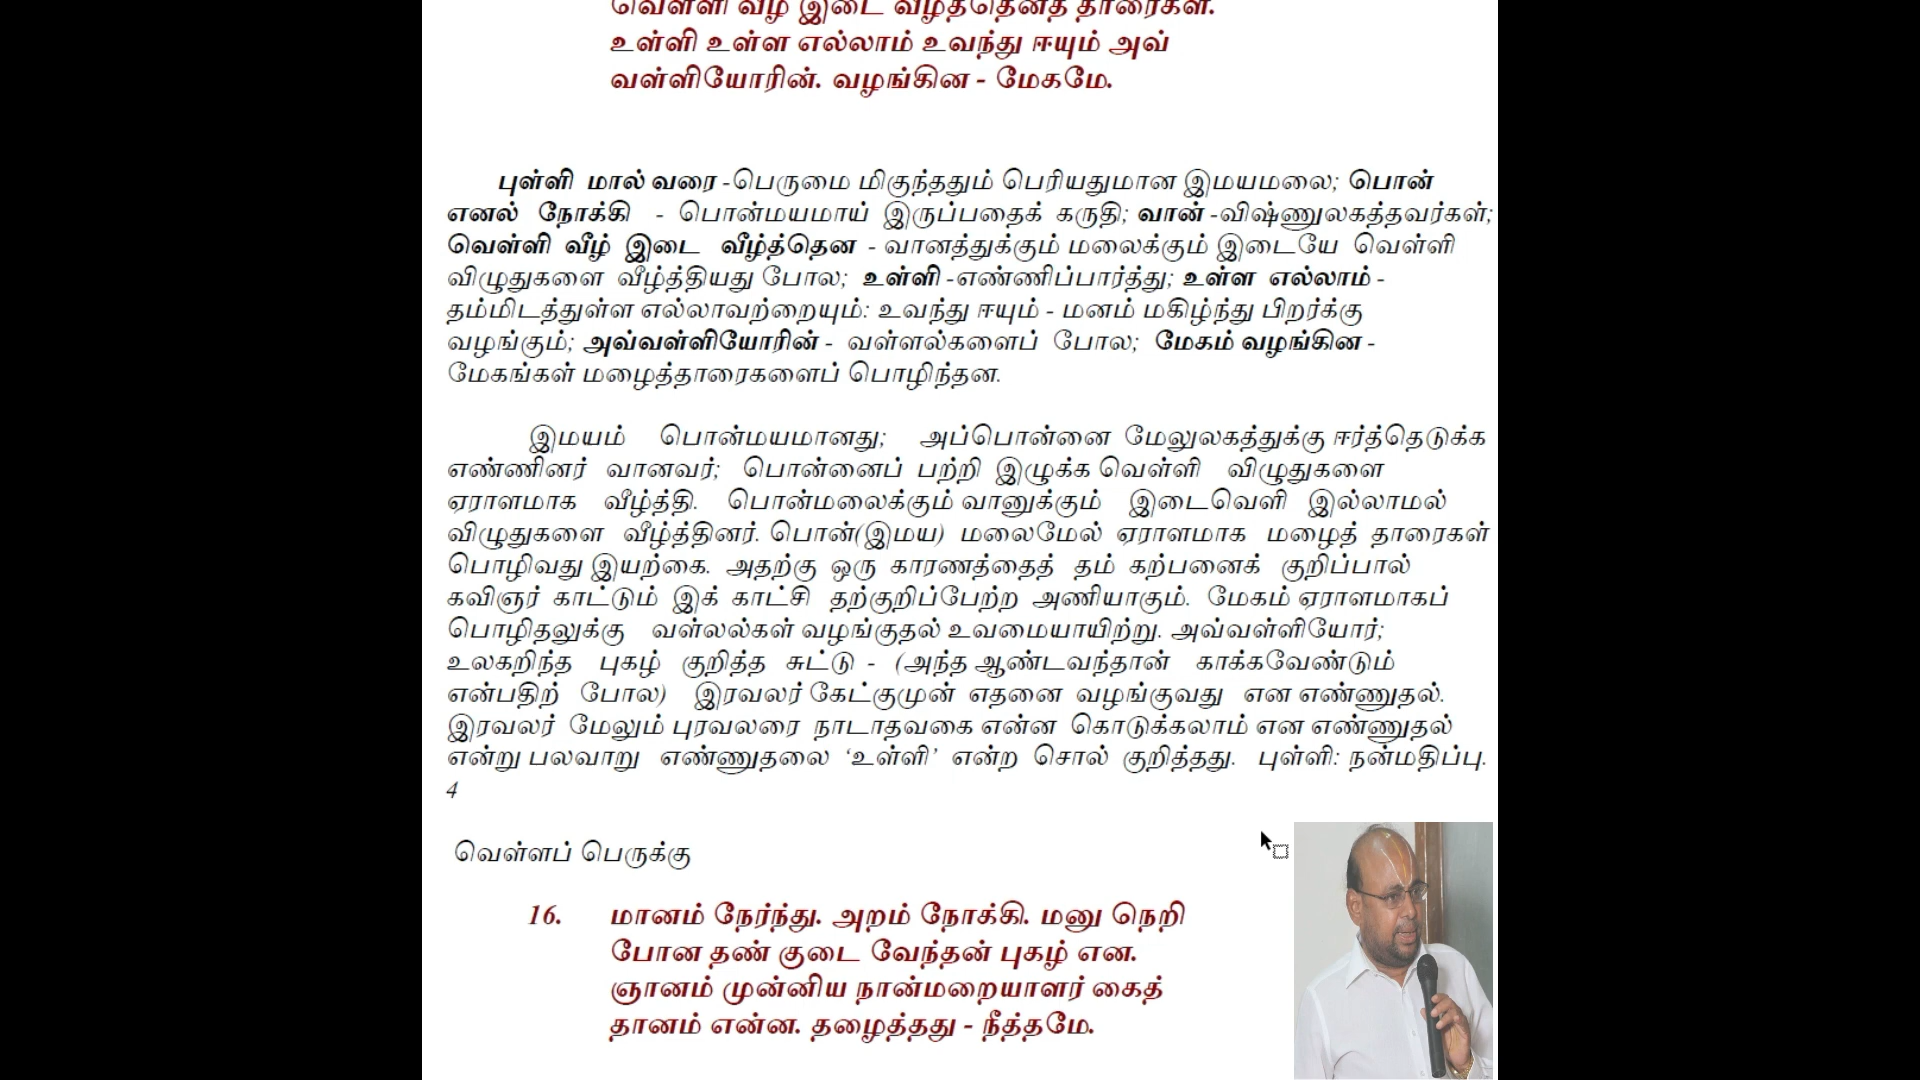 வெள்ளி வீழ் இடை வீழ்த்தெனத் தாரைகள்.
உள்ளி உள்ள எல்லாம் உவந்து ஈயும் அவ்
வள்ளியோரின். வழங்கின - மேகமே.
புள்ளி மால் வரை -பெருமை மிகுந்ததும் பெரியதுமான இமயமலை; பொன்
எனல் நோக்கி - பொன்மயமாய் இருப்பதைக் கருதி; வான் -விஷ்ணுலகத்தவர்கள்;
வெள்ளி வீழ் இடை வீழ்த்தென - வானத்துக்கும் மலைக்கும் இடையே வெள்ளி
விழுதுகளை வீழ்த்தியது போல; உள்ளி -எண்ணிப்பார்த்து; உள்ள எல்லாம் -
தம்மிடத்துள்ள எல்லாவற்றையும்: உவந்து ஈயும் - மனம் மகிழ்ந்து பிறர்க்கு
வழங்கும்; அவ்வள்ளியோரின் - வள்ளல்களைப் போல; மேகம் வழங்கின -
மேகங்கள் மழைத்தாரைகளைப் பொழிந்தன.
இமயம் பொன்மயமானது; அப்பொன்னை மேலுலகத்துக்கு ஈர்த்தெடுக்க
எண்ணினர் வானவர்; பொன்னைப் பற்றி இழுக்க வெள்ளி விழுதுகளை
ஏராளமாக வீழ்த்தி. பொன்மலைக்கும் வானுக்கும் இடைவெளி இல்லாமல்
விழுதுகளை வீழ்த்தினர். பொன்(இமய) மலைமேல் ஏராளமாக மழைத் தாரைகள்
பொழிவது இயற்கை. அதற்கு ஒரு காரணத்தைத் தம் கற்பனைக் குறிப்பால்
கவிஞர் காட்டும் இக் காட்சி தற்குறிப்பேற்ற அணியாகும். மேகம் ஏராளமாகப்
பொழிதலுக்கு வள்லல்கள் வழங்குதல் உவமையாயிற்று. அவ்வள்ளியோர்;
உலகறிந்த புகழ் குறித்த சுட்டு - (அந்த ஆண்டவந்தான் காக்கவேண்டும்
என்பதிற் போல) இரவலர் கேட்குமுன் எதனை வழங்குவது என எண்ணுதல்.
இரவலர் மேலும் புரவலரை நாடாதவகை என்ன கொடுக்கலாம் என எண்ணுதல்
என்று பலவாறு எண்ணுதலை ‘உள்ளி’ என்ற சொல் குறித்தது. புள்ளி: நன்மதிப்பு.
4
வெள்ளப் பெருக்கு
16. மானம் நேர்ந்து. அறம் நோக்கி. மனு நெறி
போன தண் குடை வேந்தன் புகழ் என.
ஞானம் முன்னிய நான்மறையாளர் கைத்
தானம் என்ன. தழைத்தது - நீத்தமே.